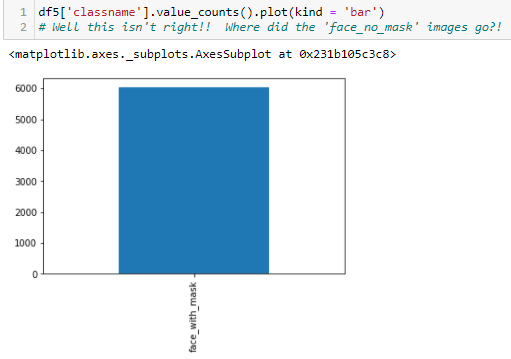 1 df5['classname'].value_counts().plot(kind = 'bar')
2 # Well this isn't right!!  Where did the 'face_no_mask' images go?!
<matplotlib.axes._subplots.AxesSubplot at 0x231b105c3c8>
6000
5000
4000
3000
2000
1000
0
face_with_mask